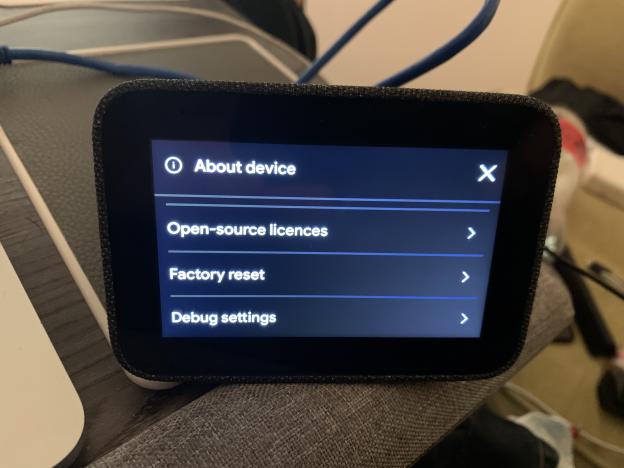 About device
Open-source licences
Factory reset
Debug settings